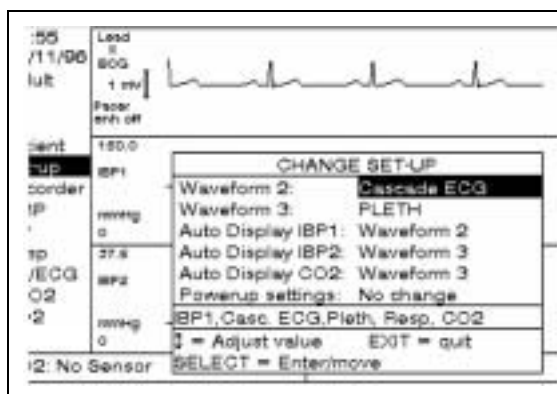 :55
/11/96
lult
Lead
II
ECG
1 mV
Pacer
enh off
ient
-up
corder
IP
sp
/ECG
O2
-2
150.0
IBP1
mmHg
0
37.5
IBP2
mmHg
0
CHANGE SET-UP
Waveform 2: Cascade ECG
Waveform 3: PLETH
Auto Display IBP1: Waveform 2
Auto Display IBP2: Waveform 3
Auto Display CO2: Waveform 3
Powerup settings: No change
IBP1,Casc. ECG,Pleth, Resp, CO2
↕ = Adjust value EXIT = quit
SELECT = Enter/move
2: No Sensor